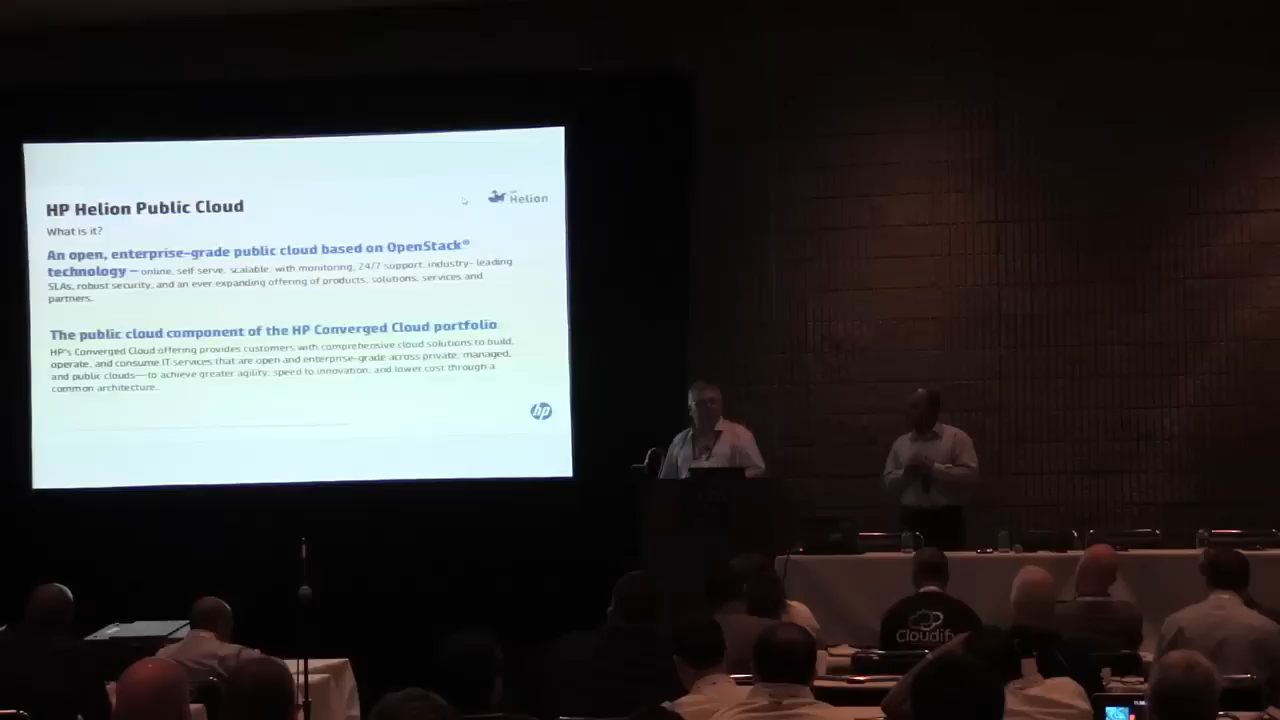 HP Helion Public Cloud
HP
Helion
What is it?
An open, enterprise-grade public cloud based on OpenStack®
technology – online, self serve, scalable, with monitoring, 24/7 support, industry- leading
SLAs, robust security, and an ever expanding offering of products, solutions, services and
partners.
The public cloud component of the HP Converged Cloud portfolio
HP's Converged Cloud offering provides customers with comprehensive cloud solutions to build,
operate, and consume IT services that are open and enterprise-grade across private, managed,
and public clouds—to achieve greater agility, speed to innovation, and lower cost through a
common architecture.
hp
Cloudify